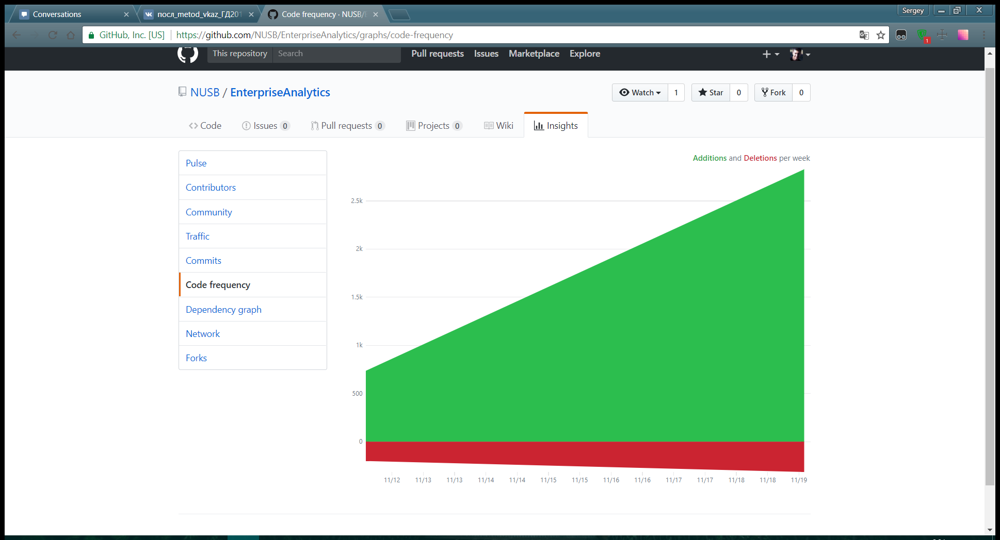 Conversations
посл_metod_vkaz_ГД201
Code frequency · NUSB/E
Sergey
GitHub, Inc. [US]
https://github.com/NUSB/EnterpriseAnalytics/graphs/code-frequency
1
This repository
Search
Pull requests
Issues
Marketplace
Explore
NUSB / EnterpriseAnalytics
Watch 1
Star 0
Fork 0
Code
Issues 0
Pull requests 0
Projects 0
Wiki
Insights
Pulse
Contributors
Community
Traffic
Commits
Code frequency
Dependency graph
Network
Forks
Additions and Deletions per week
2.5k
2k
1.5k
1k
500
0
11/12 11/13 11/13 11/14 11/14 11/15 11/15 11/16 11/16 11/17 11/17 11/18 11/18 11/19